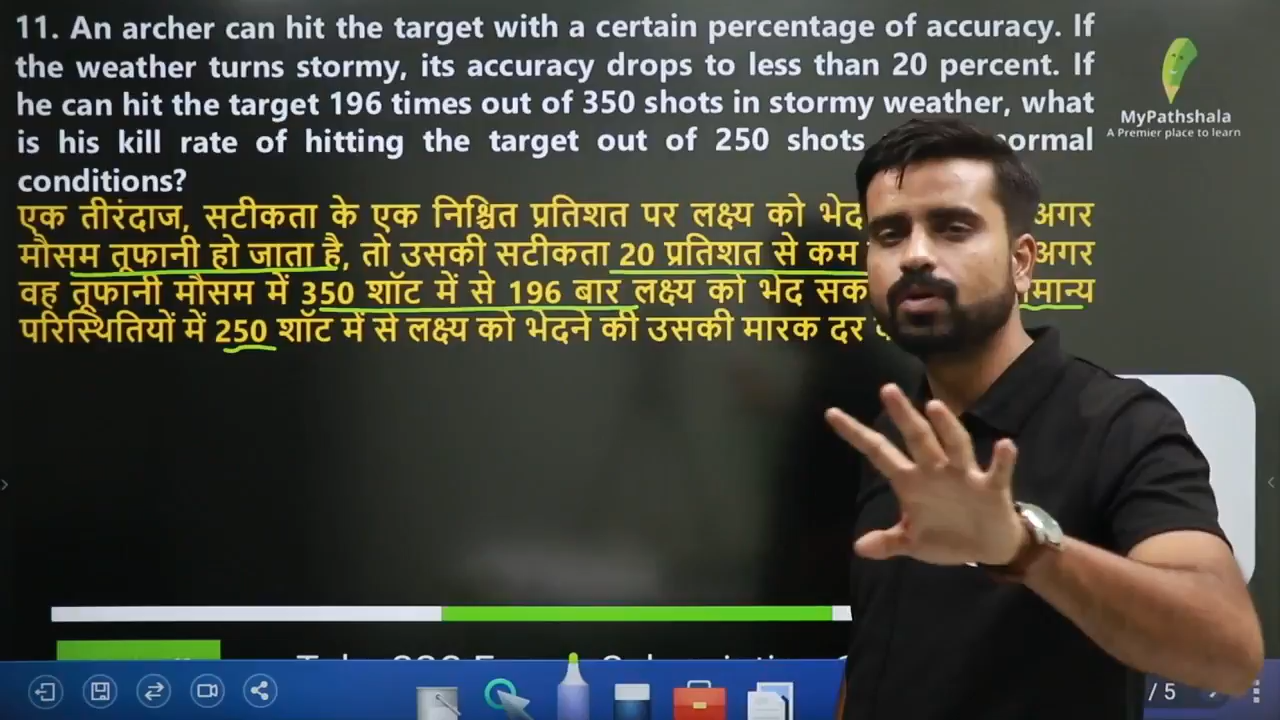 11. An archer can hit the target with a certain percentage of accuracy. If
the weather turns stormy, its accuracy drops to less than 20 percent. If
he can hit the target 196 times out of 350 shots in stormy weather, what
is his kill rate of hitting the target out of 250 shots ormal
conditions?
एक तीरंदाज, सटीकता के एक निश्चित प्रतिशत पर लक्ष्य को भेद अगर
मौसम तूफानी हो जाता है, तो उसकी सटीकता 20 प्रतिशत से कम अगर
वह तूफानी मौसम में 350 शॉट में से 196 बार लक्ष्य को भेद सक मान्य
परिस्थितियों में 250 शॉट में से लक्ष्य को भेदने की उसकी मारक दर
MyPathshala
A Premier place to learn
/ 5